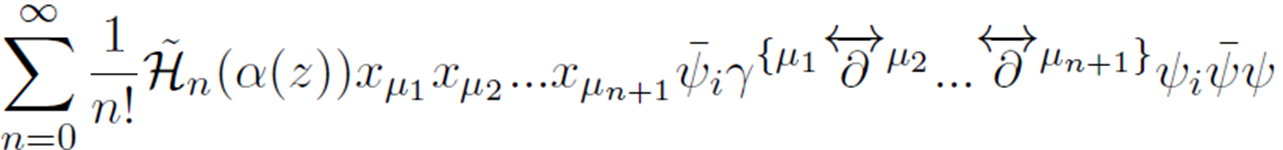 \sum_{n=0}^{\infty} \frac{1}{n!} \tilde{\mathcal{H}}_n(\alpha(z)) x_{\mu_1} x_{\mu_2} ... x_{\mu_{n+1}} \bar{\psi}_i \gamma^{\{\mu_1} \overleftrightarrow{\partial}^{\mu_2} ... \overleftrightarrow{\partial}^{\mu_{n+1}\}} \psi_i \bar{\psi} \psi